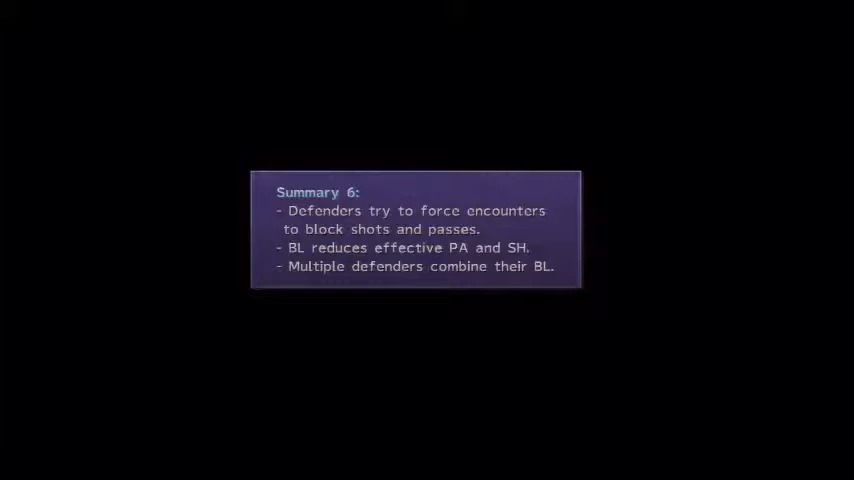 Summary 6:
- Defenders try to force encounters
to block shots and passes.
- BL reduces effective PA and SH.
- Multiple defenders combine their BL.